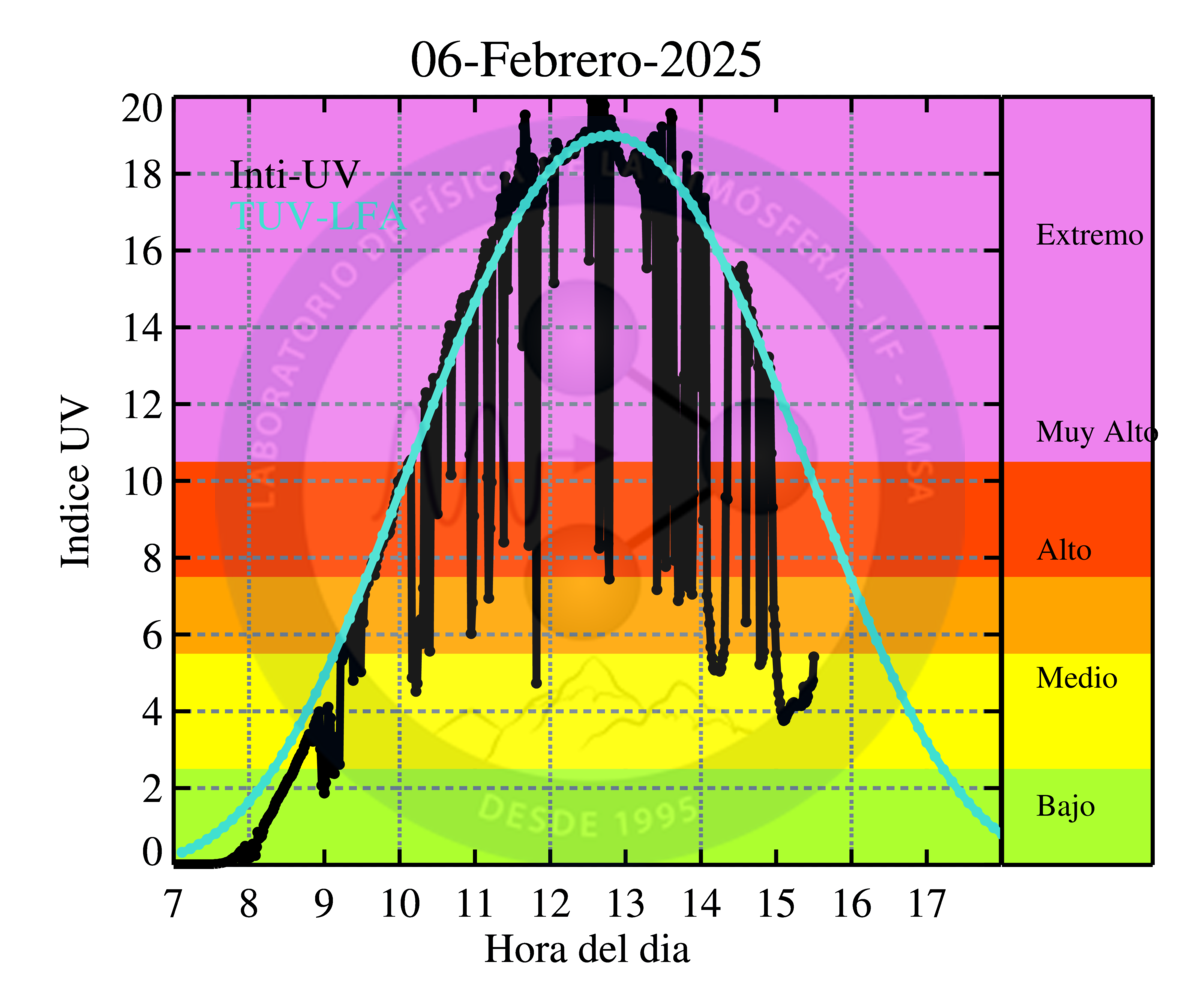 06-Febrero-2025
20
18
16
14
12
10
8
6
4
2
0
Indice UV
Inti-UV
TUV-LFA
LABORATORIO DE FÍSICA DE LA ATMÓSFERA - IIF - UMSA
DESDE 1995
Extremo
Muy Alto
Alto
Medio
Bajo
7 8 9 10 11 12 13 14 15 16 17
Hora del dia